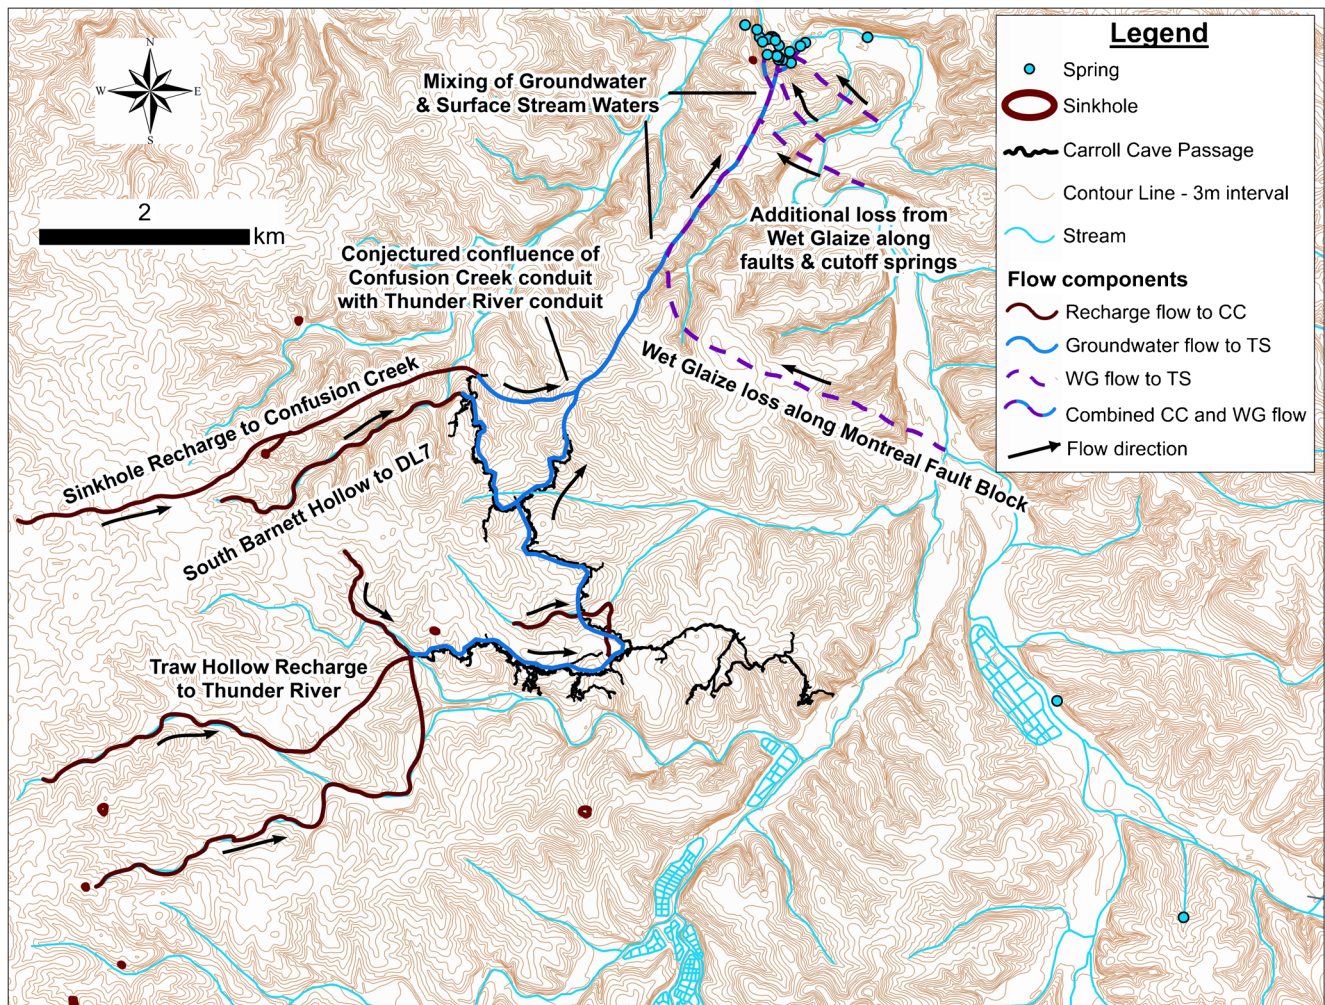 N
W
E
S
2
km
Mixing of Groundwater
& Surface Stream Waters
Conjectured confluence of
Confusion Creek conduit
with Thunder River conduit
Additional loss from
Wet Glaize along
faults & cutoff springs
Wet Glaize loss along Montreal Fault Block
Sinkhole Recharge to Confusion Creek
South Barnett Hollow to DL7
Traw Hollow Recharge
to Thunder River
Legend
Spring
Sinkhole
Carroll Cave Passage
Contour Line - 3m interval
Stream
Flow components
Recharge flow to CC
Groundwater flow to TS
WG flow to TS
Combined CC and WG flow
Flow direction